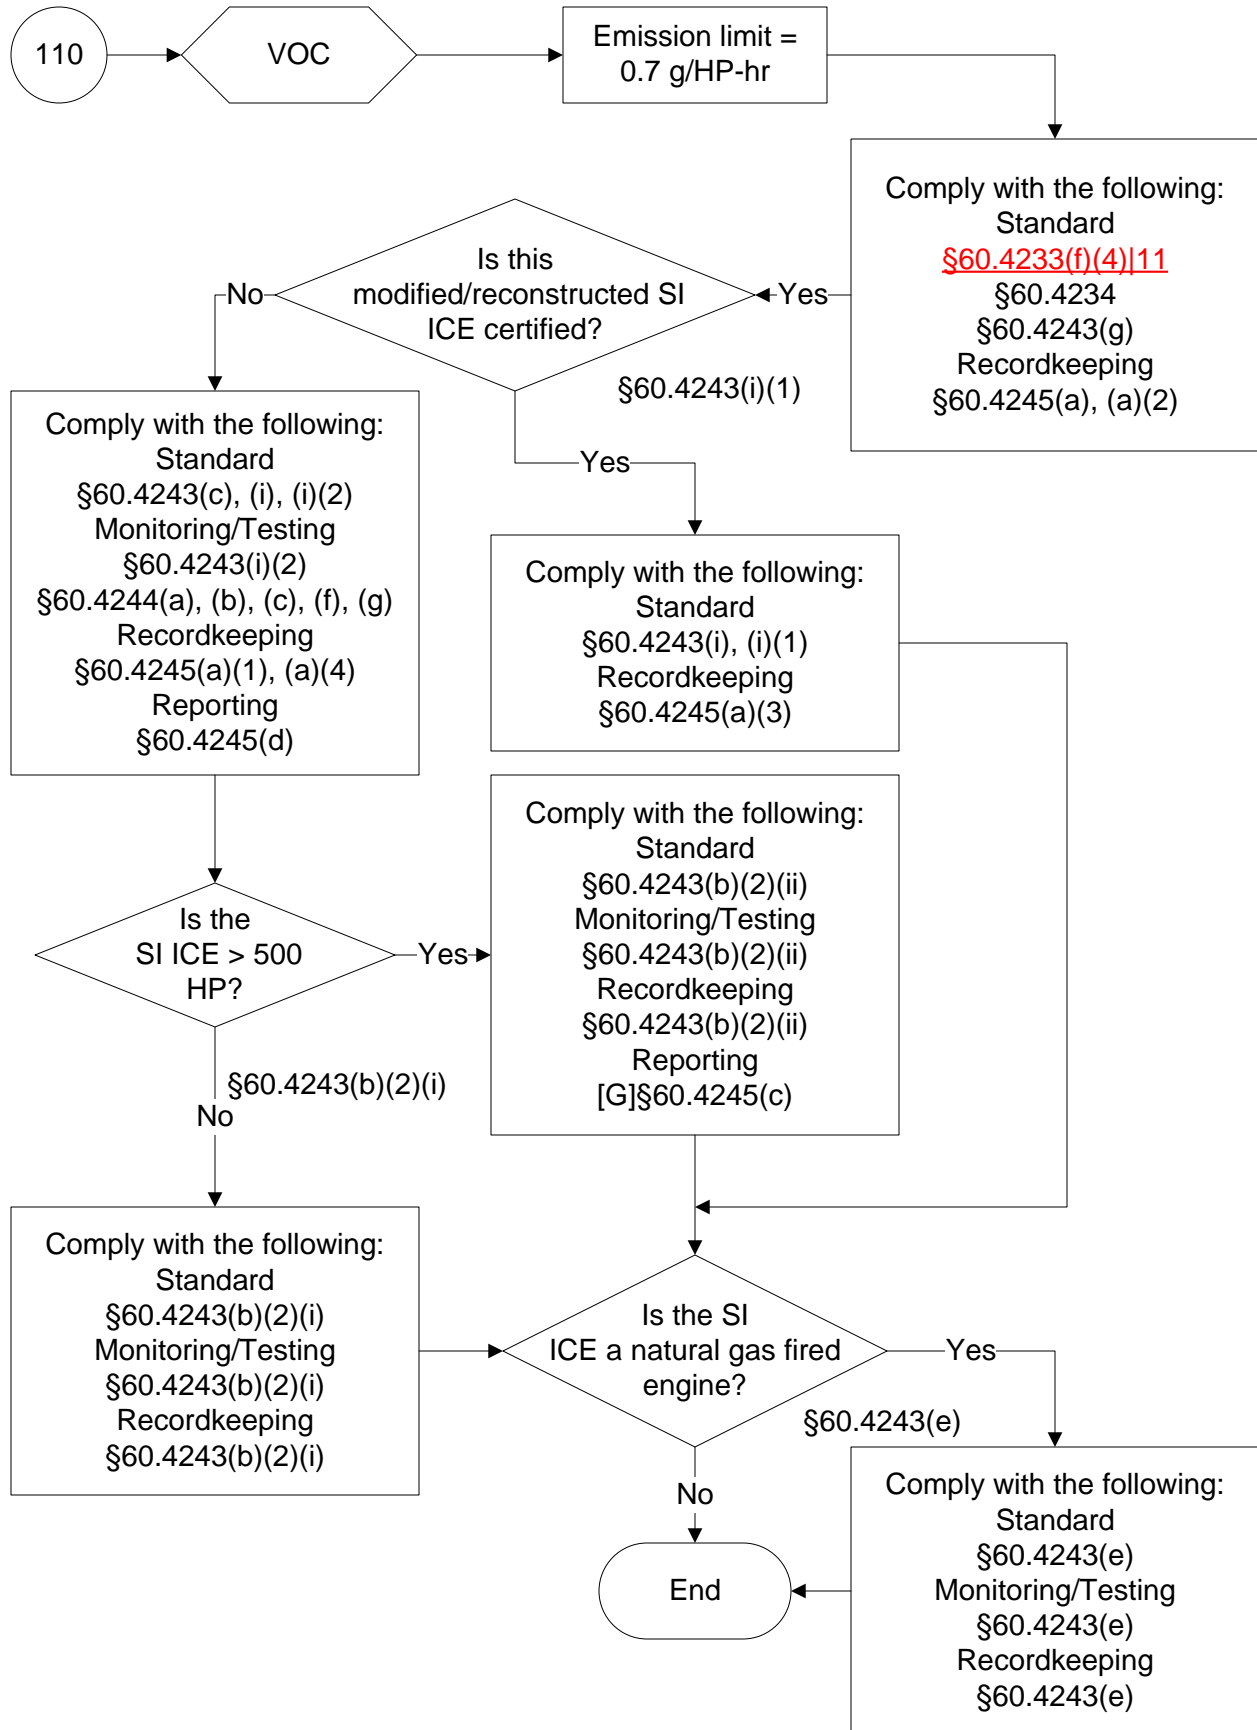 110
VOC
Emission limit =
0.7 g/HP-hr
Comply with the following:
Standard
§60.4233(f)(4)|11
§60.4234
§60.4243(g)
Recordkeeping
§60.4245(a), (a)(2)
Yes
Is this
modified/reconstructed SI
ICE certified?
No
§60.4243(i)(1)
Yes
Comply with the following:
Standard
§60.4243(c), (i), (i)(2)
Monitoring/Testing
§60.4243(i)(2)
§60.4244(a), (b), (c), (f), (g)
Recordkeeping
§60.4245(a)(1), (a)(4)
Reporting
§60.4245(d)
Comply with the following:
Standard
§60.4243(i), (i)(1)
Recordkeeping
§60.4245(a)(3)
Is the
SI ICE > 500
HP?
Yes
Comply with the following:
Standard
§60.4243(b)(2)(ii)
Monitoring/Testing
§60.4243(b)(2)(ii)
Recordkeeping
§60.4243(b)(2)(ii)
Reporting
[G]§60.4245(c)
§60.4243(b)(2)(i)
No
Comply with the following:
Standard
§60.4243(b)(2)(i)
Monitoring/Testing
§60.4243(b)(2)(i)
Recordkeeping
§60.4243(b)(2)(i)
Is the SI
ICE a natural gas fired
engine?
Yes
§60.4243(e)
No
End
Comply with the following:
Standard
§60.4243(e)
Monitoring/Testing
§60.4243(e)
Recordkeeping
§60.4243(e)